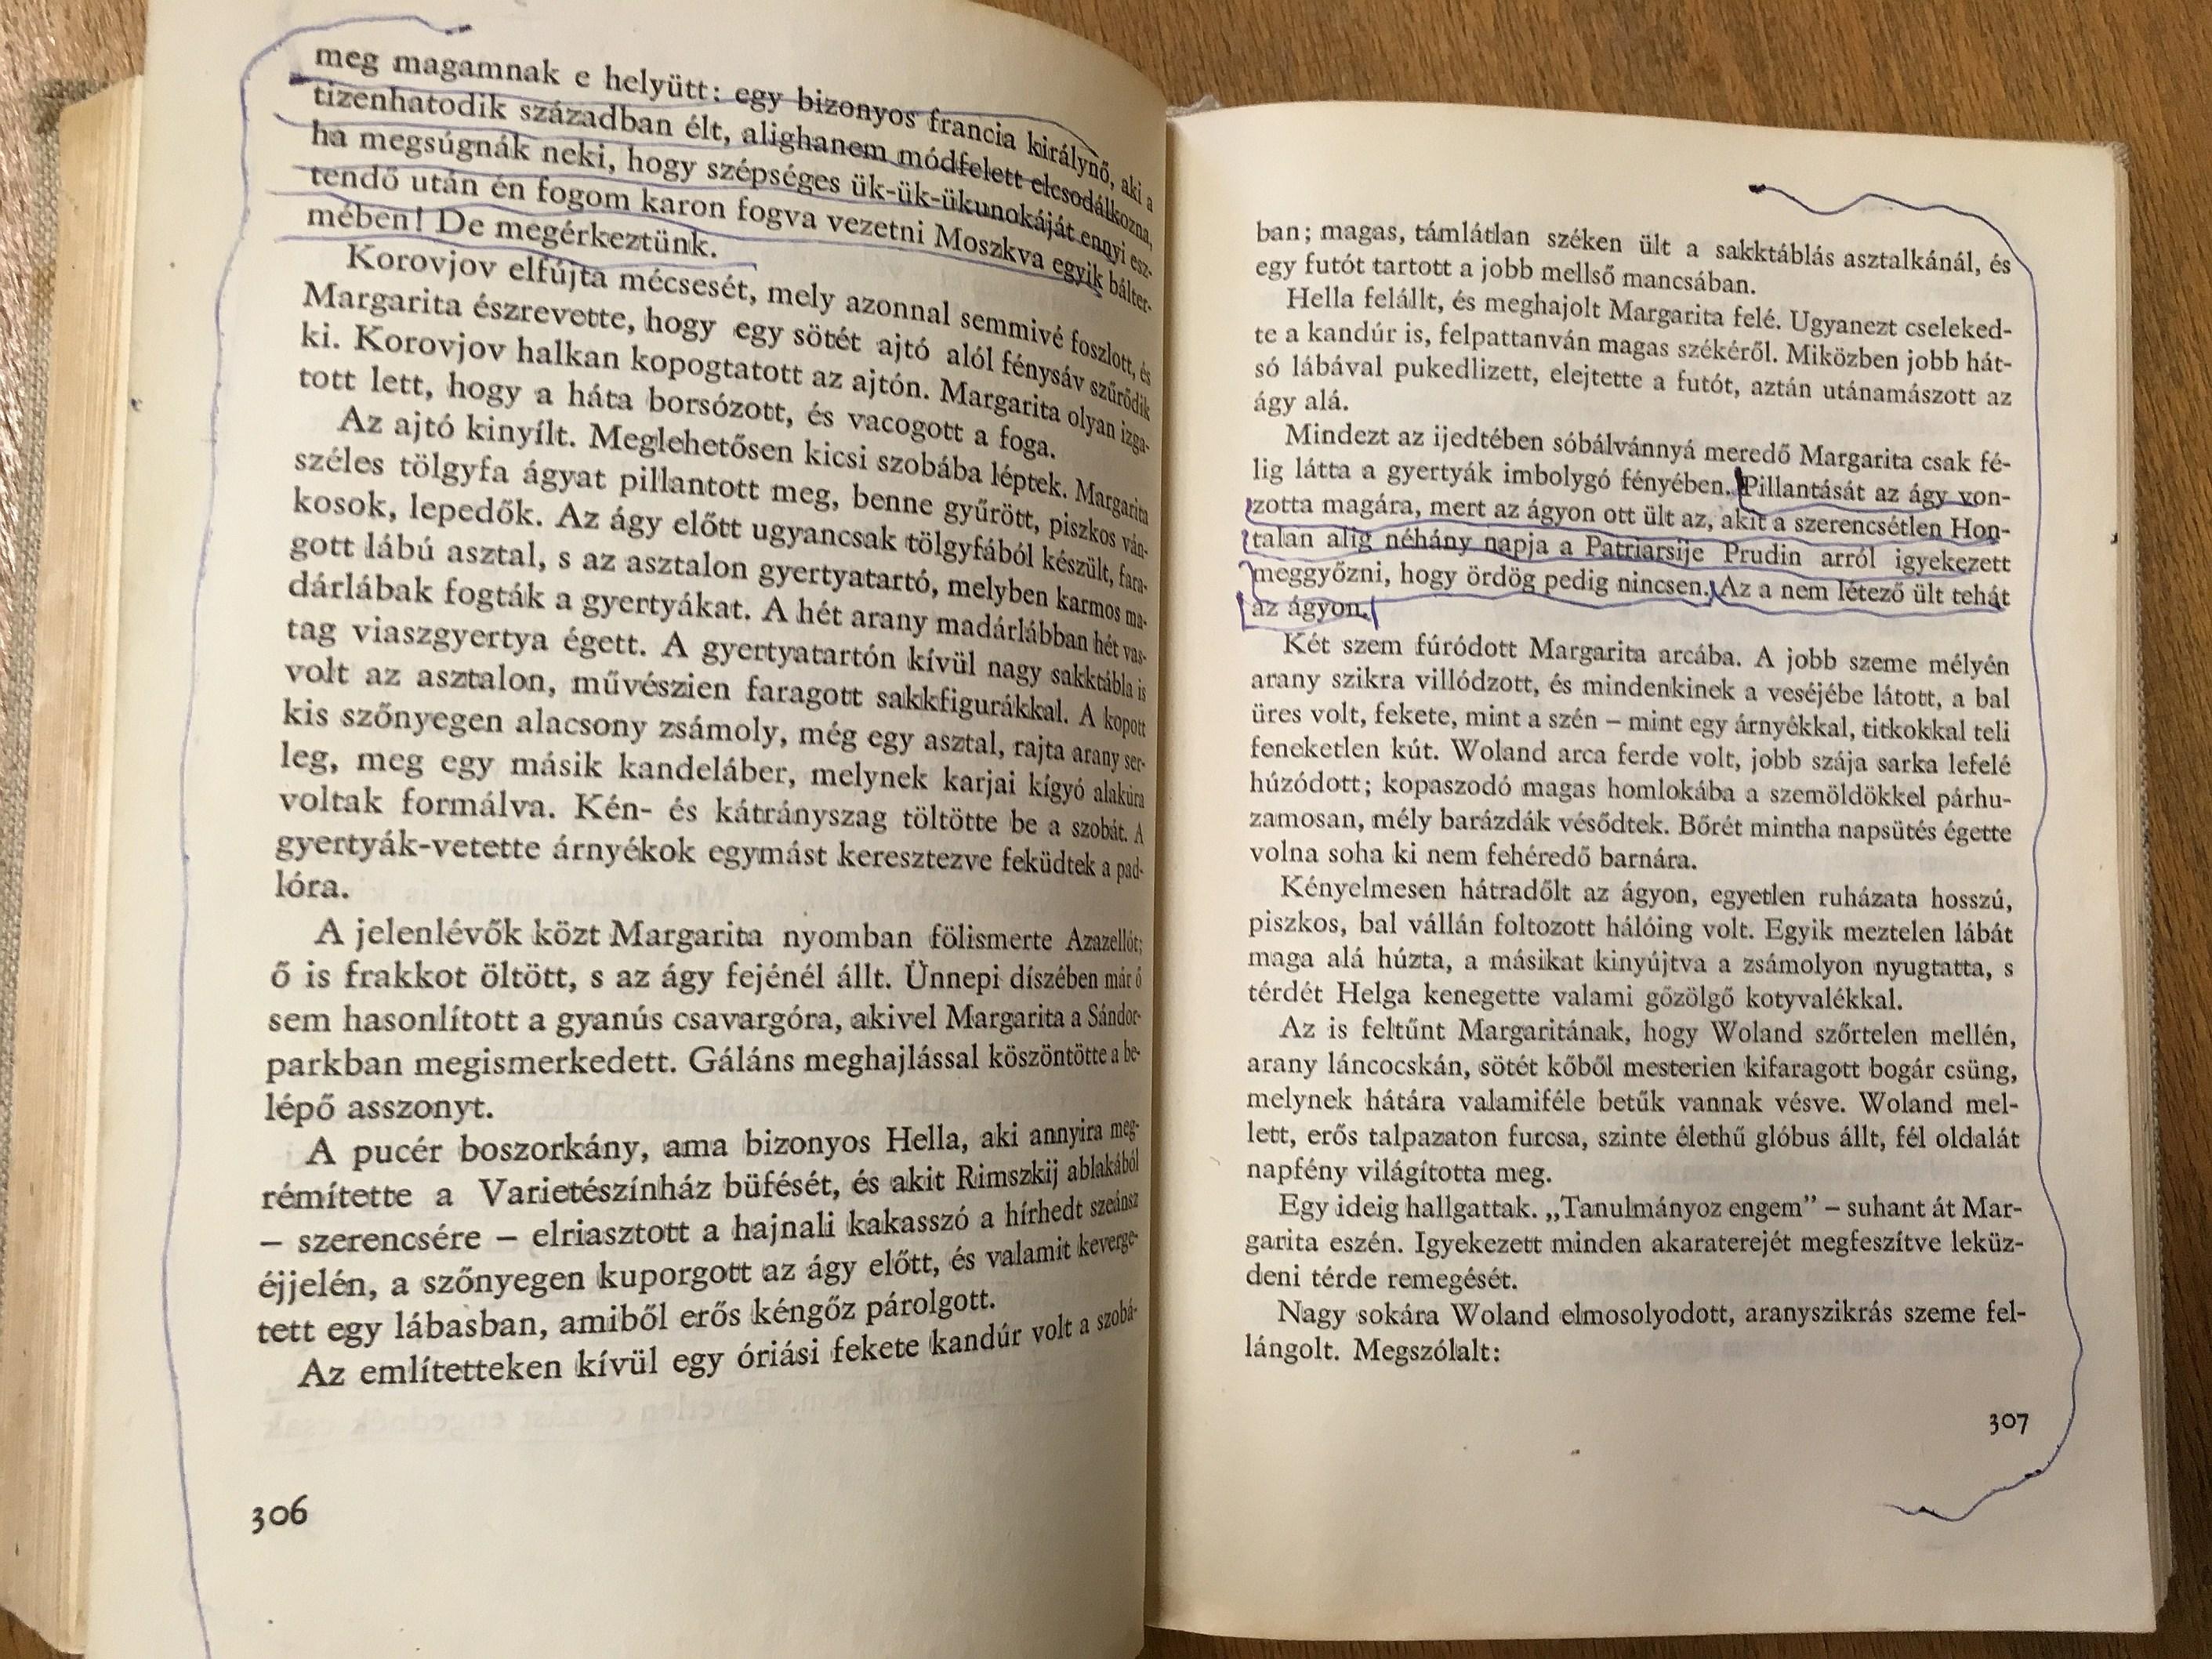 meg magamnak e helyütt: egy bizonyos francia királynő, aki a
tizenhatodik században élt, alighanem módfelett elcsodálkozna,
ha megsúgnák neki, hogy szépséges ük-ük-ükunokáját ennyi esz-
tendő után én fogom karon fogva vezetni Moszkva egyik bálter-
mében! De megérkeztünk.
Korovjov elfújta mécsesét, mely azonnal semmivé foszlott, és
Margarita észrevette, hogy egy sötét ajtó alól fénysáv szűrődik
ki. Korovjov halkan kopogtatott az ajtón. Margarita olyan izga-
tott lett, hogy a háta borsózott, és vacogott a foga.
Az ajtó kinyílt. Meglehetősen kicsi szobába léptek. Margarita
széles tölgyfa ágyat pillantott meg, benne gyűrött, piszkos ván-
kosok, lepedők. Az ágy előtt ugyancsak tölgyfából készült, fara-
gott lábú asztal, s az asztalon gyertyatartó, melyben karmos ma-
dárlábak fogták a gyertyákat. A hét arany madárlábban hét vas-
tag viaszgyertya égett. A gyertyatartón kívül nagy sakktábla is
volt az asztalon, művészien faragott sakkfigurákkal. A kopott
kis szőnyegen alacsony zsámoly, még egy asztal, rajta arany ser-
leg, meg egy másik kandeláber, melynek karjai kígyó alakúra
voltak formálva. Kén- és kátrányszag töltötte be a szobát. A
gyertyák-vetette árnyékok egymást keresztezve feküdtek a pad-
lóra.
A jelenlévők közt Margarita nyomban fölismerte Azazellót;
ő is frakkot öltött, s az ágy fejénél állt. Ünnepi díszében már ő
sem hasonlított a gyanús csavargóra, akivel Margarita a Sándor-
parkban megismerkedett. Gáláns meghajlással köszöntötte a be-
lépő asszonyt.
A pucér boszorkány, ama bizonyos Hella, aki annyira meg-
rémítette a Varietészínház büfését, és akit Rimszkij ablakából
– szerencsére – elriasztott a hajnali kakasszó a hírhedt szeánsz
éjjelén, a szőnyegen kuporgott az ágy előtt, és valamit keverge-
tett egy lábasban, amiből erős kéngőz párolgott.
Az említetteken kívül egy óriási fekete kandúr volt a szobá-
306
ban; magas, támlátlan széken ült a sakktáblás asztalkánál, és
egy futót tartott a jobb mellső mancsában.
Hella felállt, és meghajolt Margarita felé. Ugyanezt cseleked-
te a kandúr is, felpattanván magas székéről. Miközben jobb hát-
só lábával pukedlizett, elejtette a futót, aztán utánamászott az
ágy alá.
Mindezt az ijedtében sóbálvánnyá meredő Margarita csak fé-
lig látta a gyertyák imbolygó fényében. Pillantását az ágy von-
zotta magára, mert az ágyon ott ült az, akit a szerencsétlen Hon-
talan alig néhány napja a Patriarsije Prudin arról igyekezett
meggyőzni, hogy ördög pedig nincsen. Az a nem létező ült tehát
az ágyon.
Két szem fúródott Margarita arcába. A jobb szeme mélyén
arany szikra villódzott, és mindenkinek a veséjébe látott, a bal
üres volt, fekete, mint a szén – mint egy árnyékkal, titkokkal teli
feneketlen kút. Woland arca ferde volt, jobb szája sarka lefelé
húzódott; kopaszodó magas homlokába a szemöldökkel párhu-
zamosan, mély barázdák vésődtek. Bőrét mintha napsütés égette
volna soha ki nem fehéredő barnára.
Kényelmesen hátradőlt az ágyon, egyetlen ruházata hosszú,
piszkos, bal vállán foltozott hálóing volt. Egyik meztelen lábát
maga alá húzta, a másikat kinyújtva a zsámolyon nyugtatta, s
térdét Helga kenegette valami gőzölgő kotyvalékkal.
Az is feltűnt Margaritának, hogy Woland szőrtelen mellén,
arany láncocskán, sötét kőből mesterien kifaragott bogár csüng,
melynek hátára valamiféle betűk vannak vésve. Woland mel-
lett, erős talpazaton furcsa, szinte élethű glóbus állt, fél oldalát
napfény világította meg.
Egy ideig hallgattak. „Tanulmányoz engem” – suhant át Mar-
garita eszén. Igyekezett minden akaraterejét megfeszítve leküz-
deni térde remegését.
Nagy sokára Woland elmosolyodott, aranyszikrás szeme fel-
lángolt. Megszólalt:
307